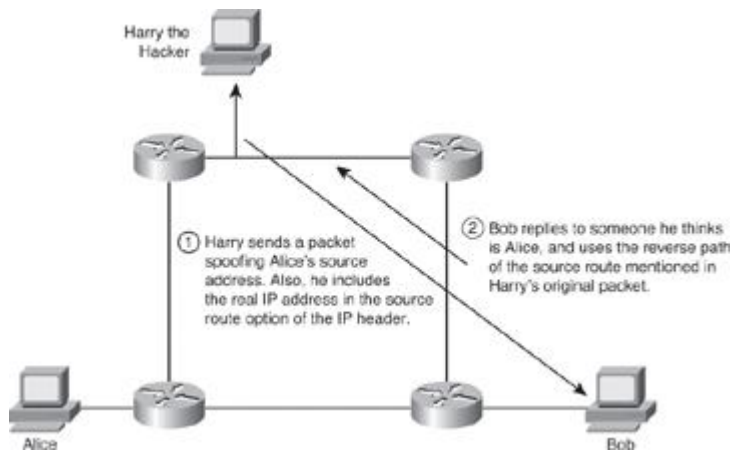 Harry the
Hacker
① Harry sends a packet
spoofing Alice's source
address. Also, he includes
the real IP address in the source
route option of the IP header.
② Bob replies to someone he thinks
is Alice, and uses the reverse path
of the source route mentioned in
Harry's original packet.
Alice
Bob